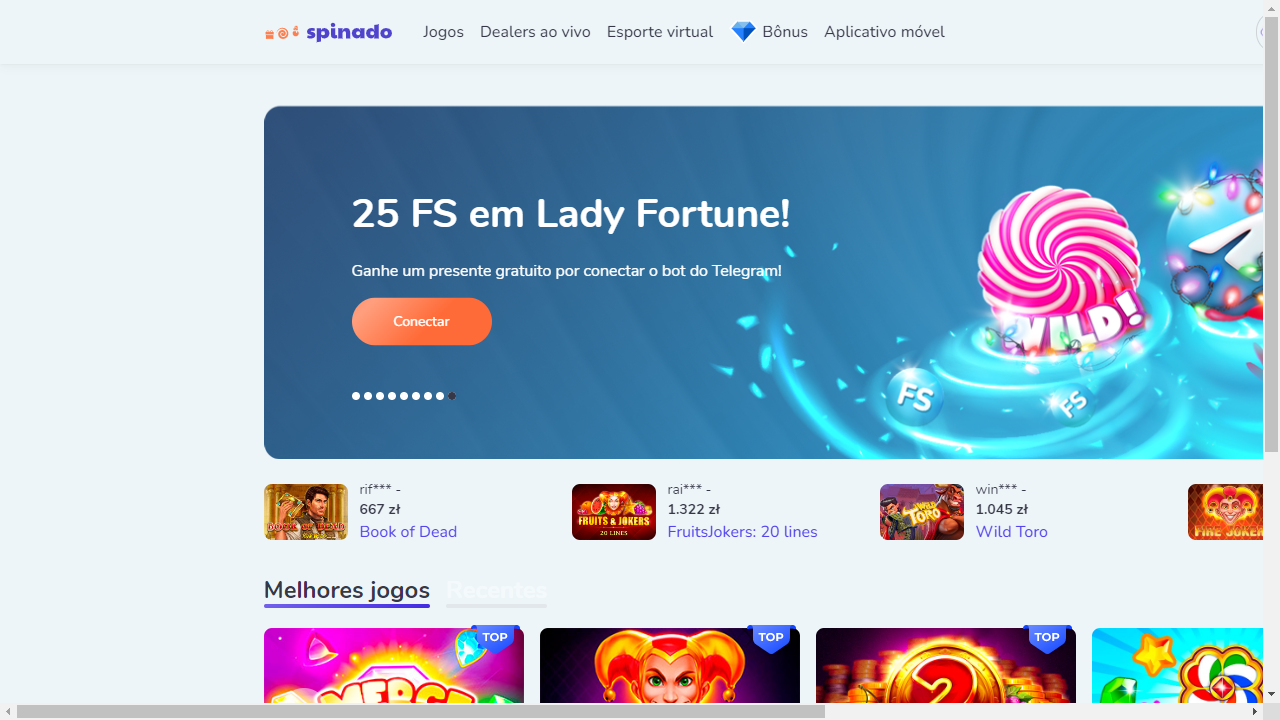 spinado
Jogos
Dealers ao vivo
Esporte virtual
Bônus
Aplicativo móvel
25 FS em Lady Fortune!
Ganhe um presente gratuito por conectar o bot do Telegram!
Conectar
WILD!
FS
FS
rif*** -
667 zł
Book of Dead
FRUITS & JOKERS
20 LINES
rai*** -
1.322 zł
FruitsJokers: 20 lines
WILD
TORO
win*** -
1.045 zł
Wild Toro
FIRE JOKER
Melhores jogos
Recentes
TOP
TOP
TOP
MERGE
2